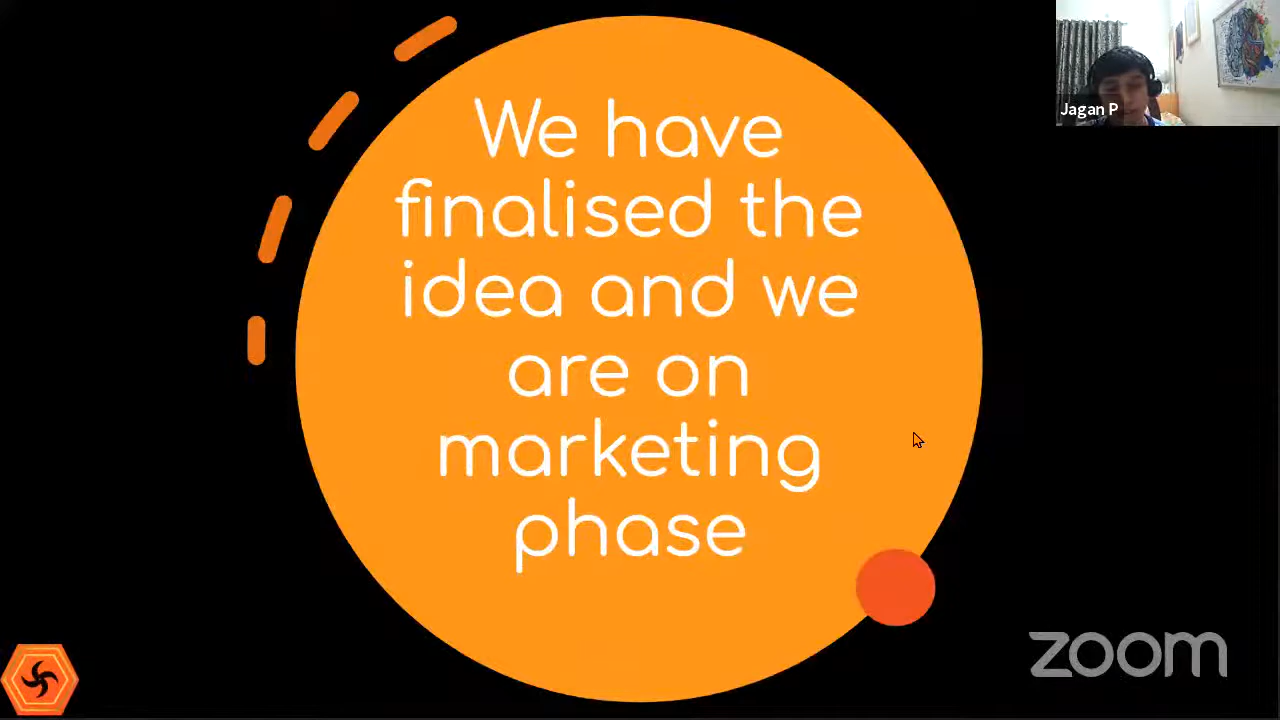 We have
finalised the
idea and we
are on
marketing
phase
Jagan P
zoom